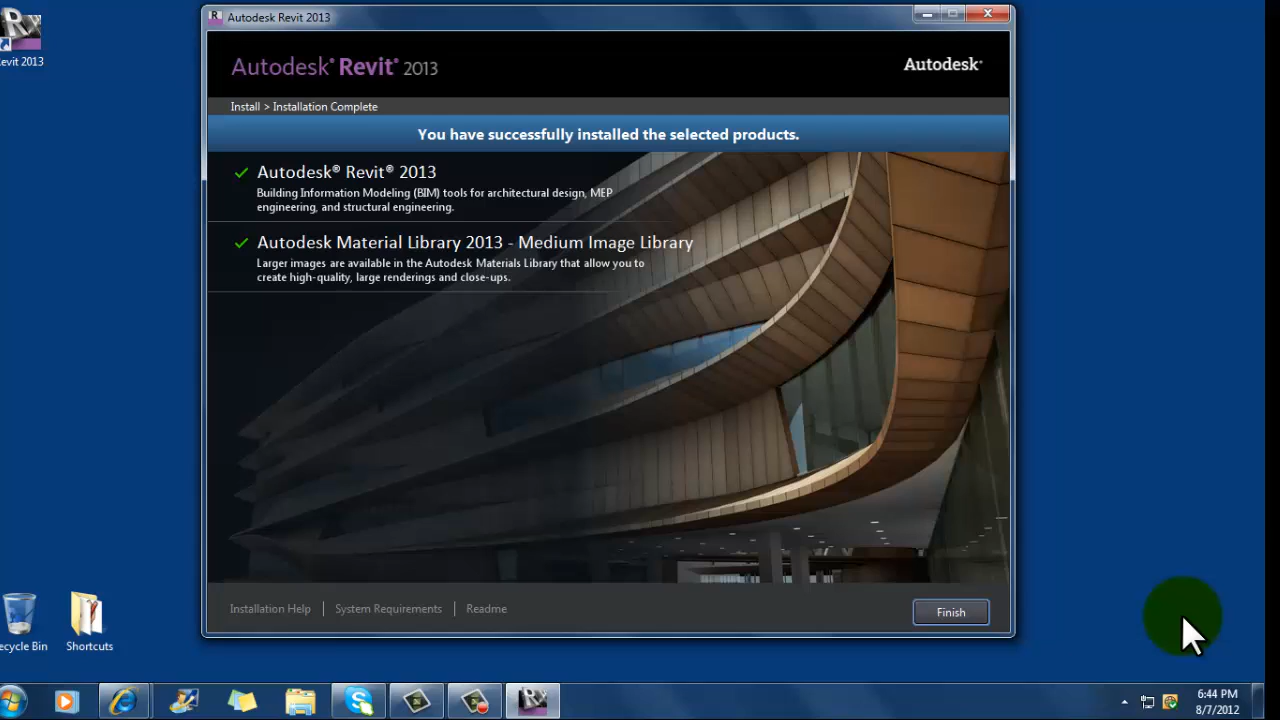 Autodesk Revit 2013
Autodesk® Revit® 2013
Autodesk®
Install > Installation Complete
You have successfully installed the selected products.
Autodesk® Revit® 2013
Building Information Modeling (BIM) tools for architectural design, MEP
engineering, and structural engineering.
Autodesk Material Library 2013 - Medium Image Library
Larger images are available in the Autodesk Materials Library that allow you to
create high-quality, large renderings and close-ups.
Installation Help | System Requirements | Readme
Finish
evit 2013
ecycle Bin
Shortcuts
6:44 PM
8/7/2012